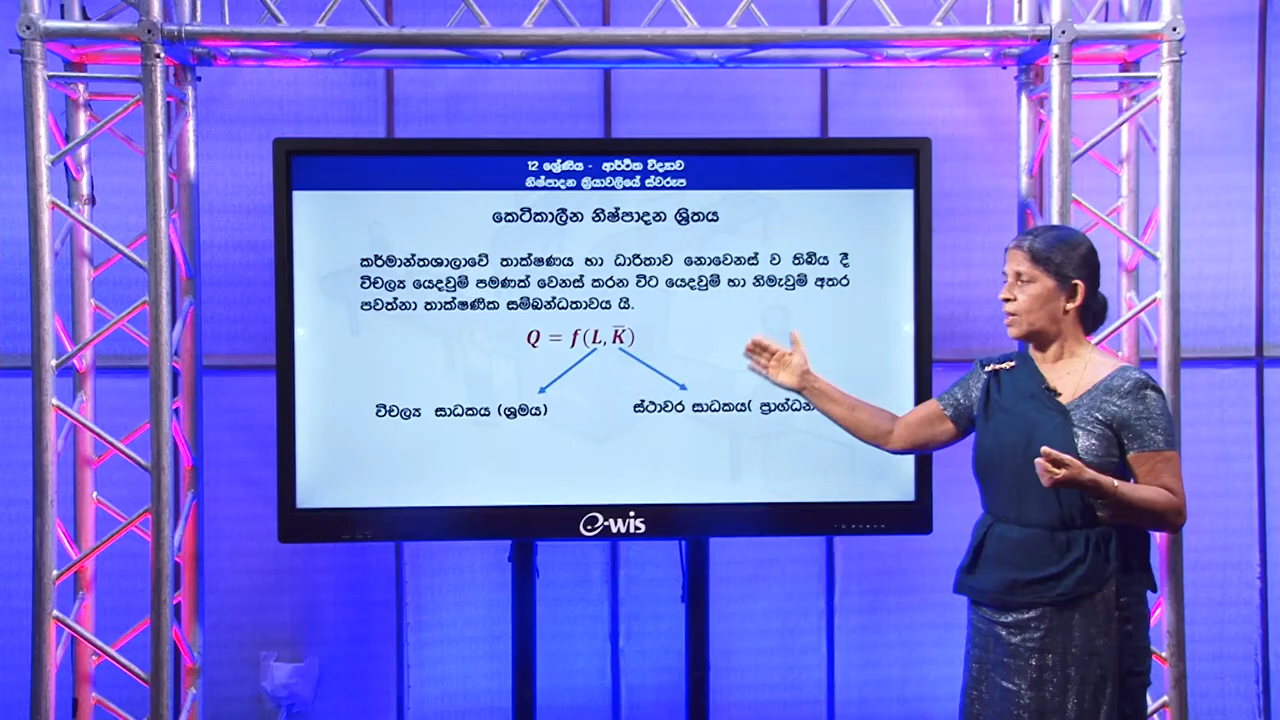 12 ශ්‍රේණිය - ආර්ථික විද්‍යාව
නිෂ්පාදන ක්‍රියාවලියේ ස්වරූප
කෙටිකාලීන නිෂ්පාදන ශ්‍රිතය
කර්මාන්තශාලාවේ තාක්ෂණය හා ධාරිතාව නොවෙනස් ව තිබිය දී
විචල්‍ය යෙදවුම් පමණක් වෙනස් කරන විට යෙදවුම් හා නිමැවුම් අතර
පවත්නා තාක්ෂණික සම්බන්ධතාවය යි.
Q = f(L, K̅)
විචල්‍ය සාධකය (ශ්‍රමය) ස්ථාවර සාධකය( ප්‍රාග්ධන
e-wis